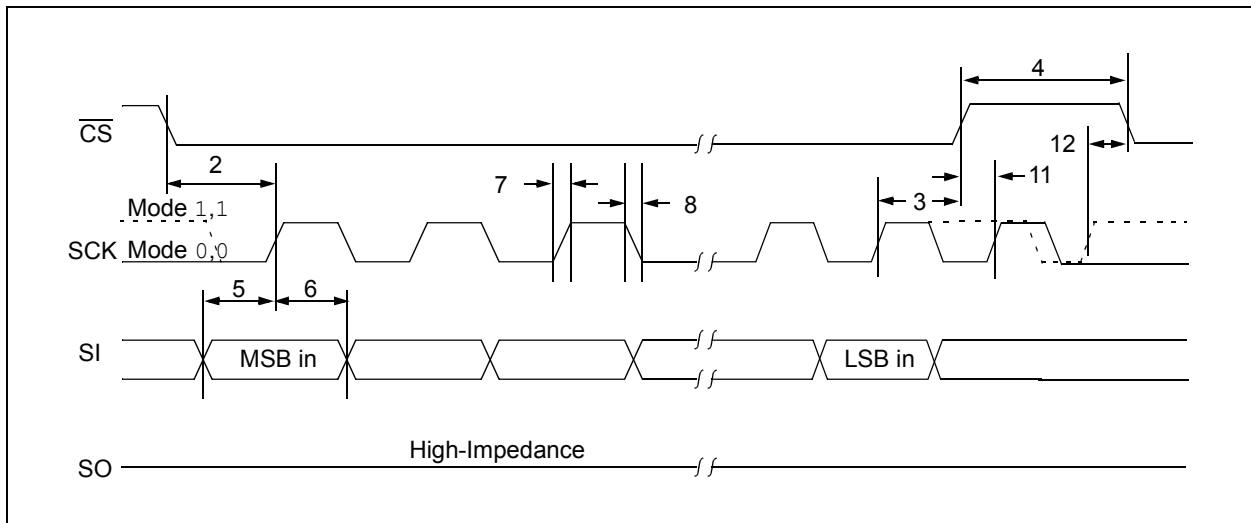 4
CS
12
2
7
11
8
3
Mode 1,1
SCK Mode 0,0
5 6
SI MSB in LSB in
High-Impedance
SO